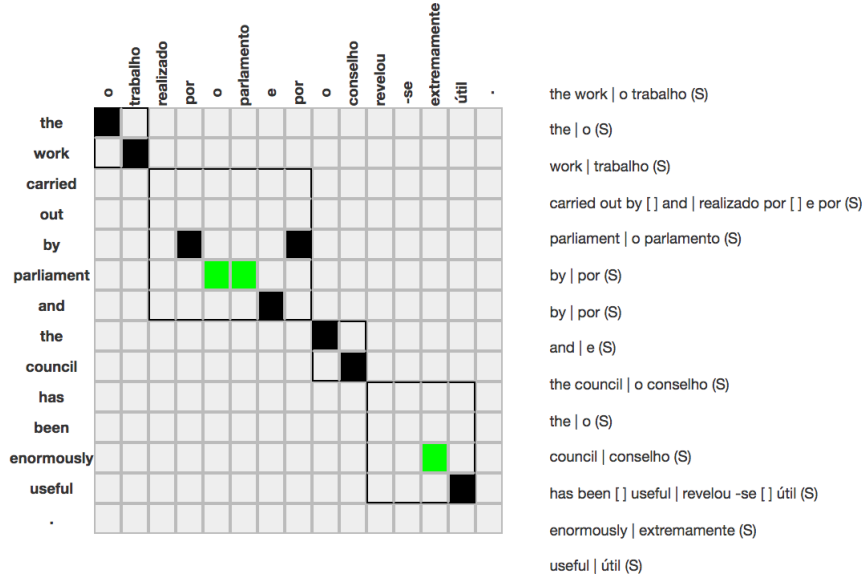 o
trabalho
realizado
por
o
parlamento
e
por
o
conselho
revelou
-se
extremamente
útil
.
the
work
carried
out
by
parliament
and
the
council
has
been
enormously
useful
.
the work | o trabalho (S)
the | o (S)
work | trabalho (S)
carried out by [ ] and | realizado por [ ] e por (S)
parliament | o parlamento (S)
by | por (S)
by | por (S)
and | e (S)
the council | o conselho (S)
the | o (S)
council | conselho (S)
has been [ ] useful | revelou -se [ ] útil (S)
enormously | extremamente (S)
useful | útil (S)